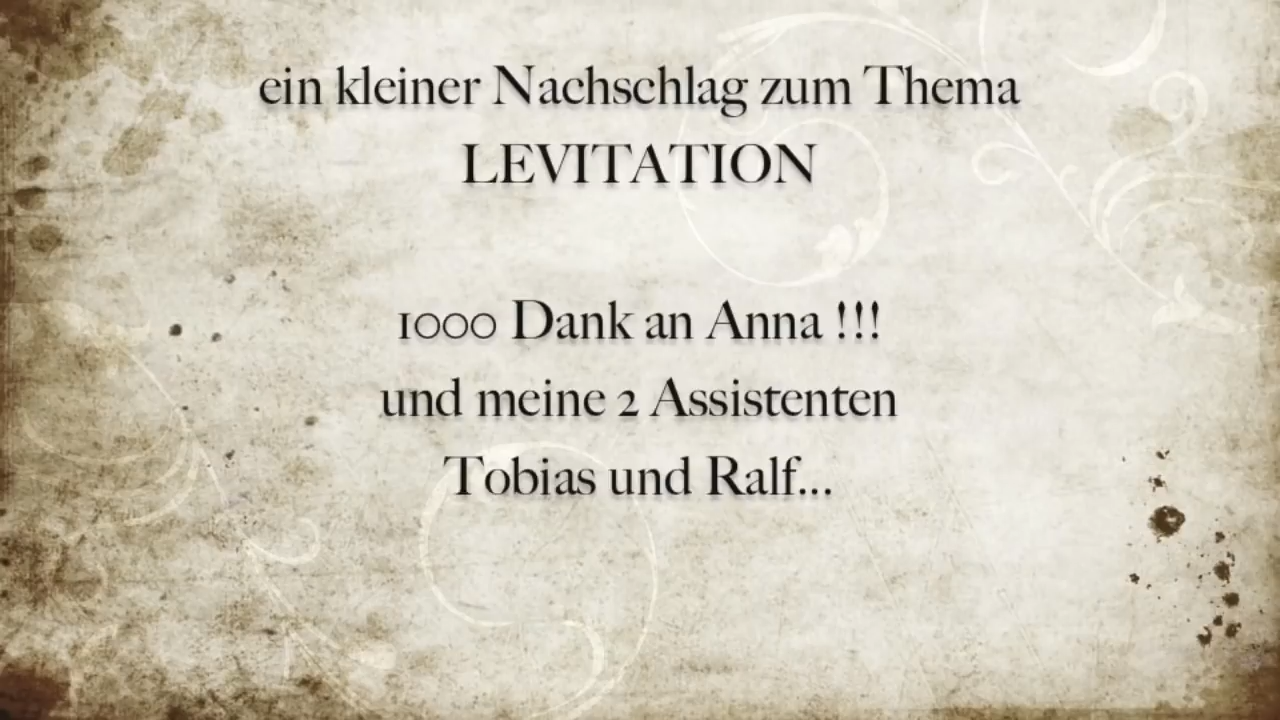 ein kleiner Nachschlag zum Thema
LEVITATION
1000 Dank an Anna !!!
und meine 2 Assistenten
Tobias und Ralf...